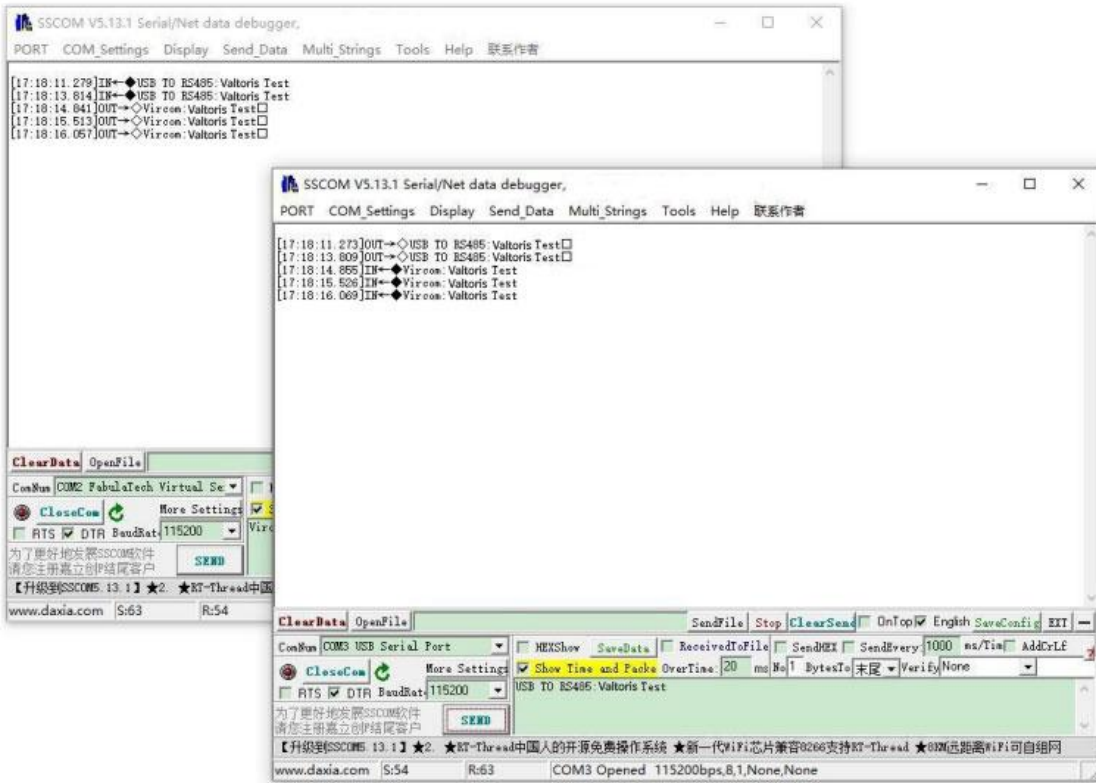 SSCOM V5.13.1 Serial/Net data debugger,
PORT COM_Settings Display Send_Data Multi_Strings Tools Help 联系作者
[17:18:11.279]IN←◆USB TO RS485:Valtoris Test
[17:18:13.814]IN←◆USB TO RS485:Valtoris Test
[17:18:14.841]OUT→◇Vircom:Valtoris Test□
[17:18:15.513]OUT→◇Vircom:Valtoris Test□
[17:18:16.057]OUT→◇Vircom:Valtoris Test□
ClearData OpenFile
ComNum COM2 FabulaTech Virtual Se
CloseCom More Settings
RTS DTR BaudRat 115200 Virc
为了更好地发展SSCOM软件
请您注册嘉立创F结尾客户 SEND
【升级到SSCOM5.13.1】★2. ★RT-Thread中国
www.daxia.com S:63 R:54
SSCOM V5.13.1 Serial/Net data debugger,
PORT COM_Settings Display Send_Data Multi_Strings Tools Help 联系作者
[17:18:11.273]OUT→◇USB TO RS485:Valtoris Test□
[17:18:13.809]OUT→◇USB TO RS485:Valtoris Test□
[17:18:14.855]IN←◆Vircom:Valtoris Test
[17:18:15.526]IN←◆Vircom:Valtoris Test
[17:18:16.069]IN←◆Vircom:Valtoris Test
ClearData OpenFile SendFile Stop ClearSend OnTop English SaveConfig EXT —
ComNum COM3 USB Serial Port HEXShow SaveData ReceivedToFile SendHEX SendEvery: 1000 ms/Tim AddCrLf
CloseCom More Settings Show Time and Packe OverTime: 20 ms No 1 BytesTo 末尾 Verify None
RTS DTR BaudRat 115200 USB TO RS485:Valtoris Test
为了更好地发展SSCOM软件
请您注册嘉立创F结尾客户 SEND
【升级到SSCOM5.13.1】★2. ★RT-Thread中国人的开源免费操作系统 ★新一代WiFi芯片兼容8266支持RT-Thread ★8KM远距离WiFi可自组网
www.daxia.com S:54 R:63 COM3 Opened 115200bps,8,1,None,None